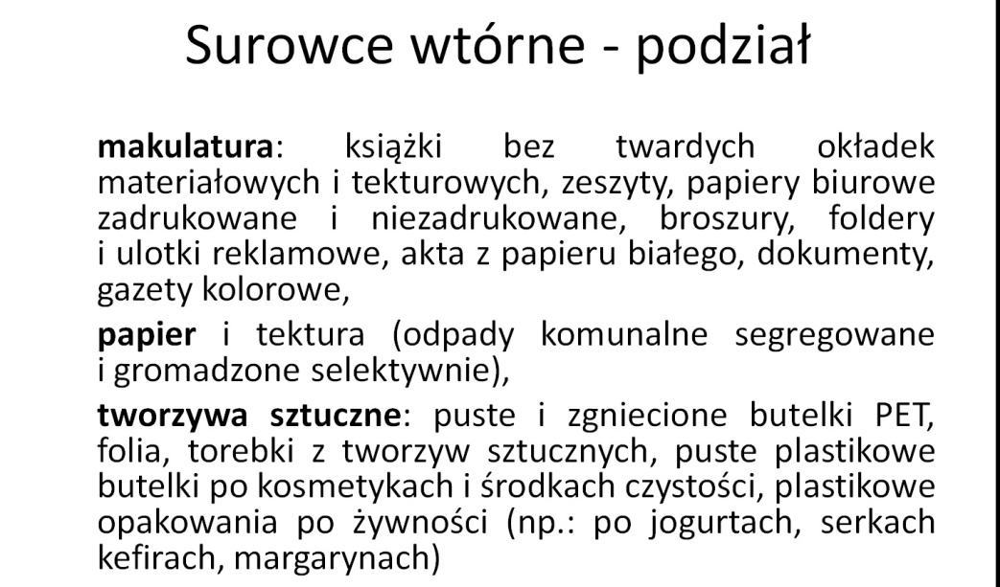 Surowce wtórne - podział
makulatura: książki bez twardych okładek
materiałowych i tekturowych, zeszyty, papiery biurowe
zadrukowane i niezadrukowane, broszury, foldery
i ulotki reklamowe, akta z papieru białego, dokumenty,
gazety kolorowe,
papier i tektura (odpady komunalne segregowane
i gromadzone selektywnie),
tworzywa sztuczne: puste i zgniecione butelki PET,
folia, torebki z tworzyw sztucznych, puste plastikowe
butelki po kosmetykach i środkach czystości, plastikowe
opakowania po żywności (np.: po jogurtach, serkach
kefirach, margarynach)